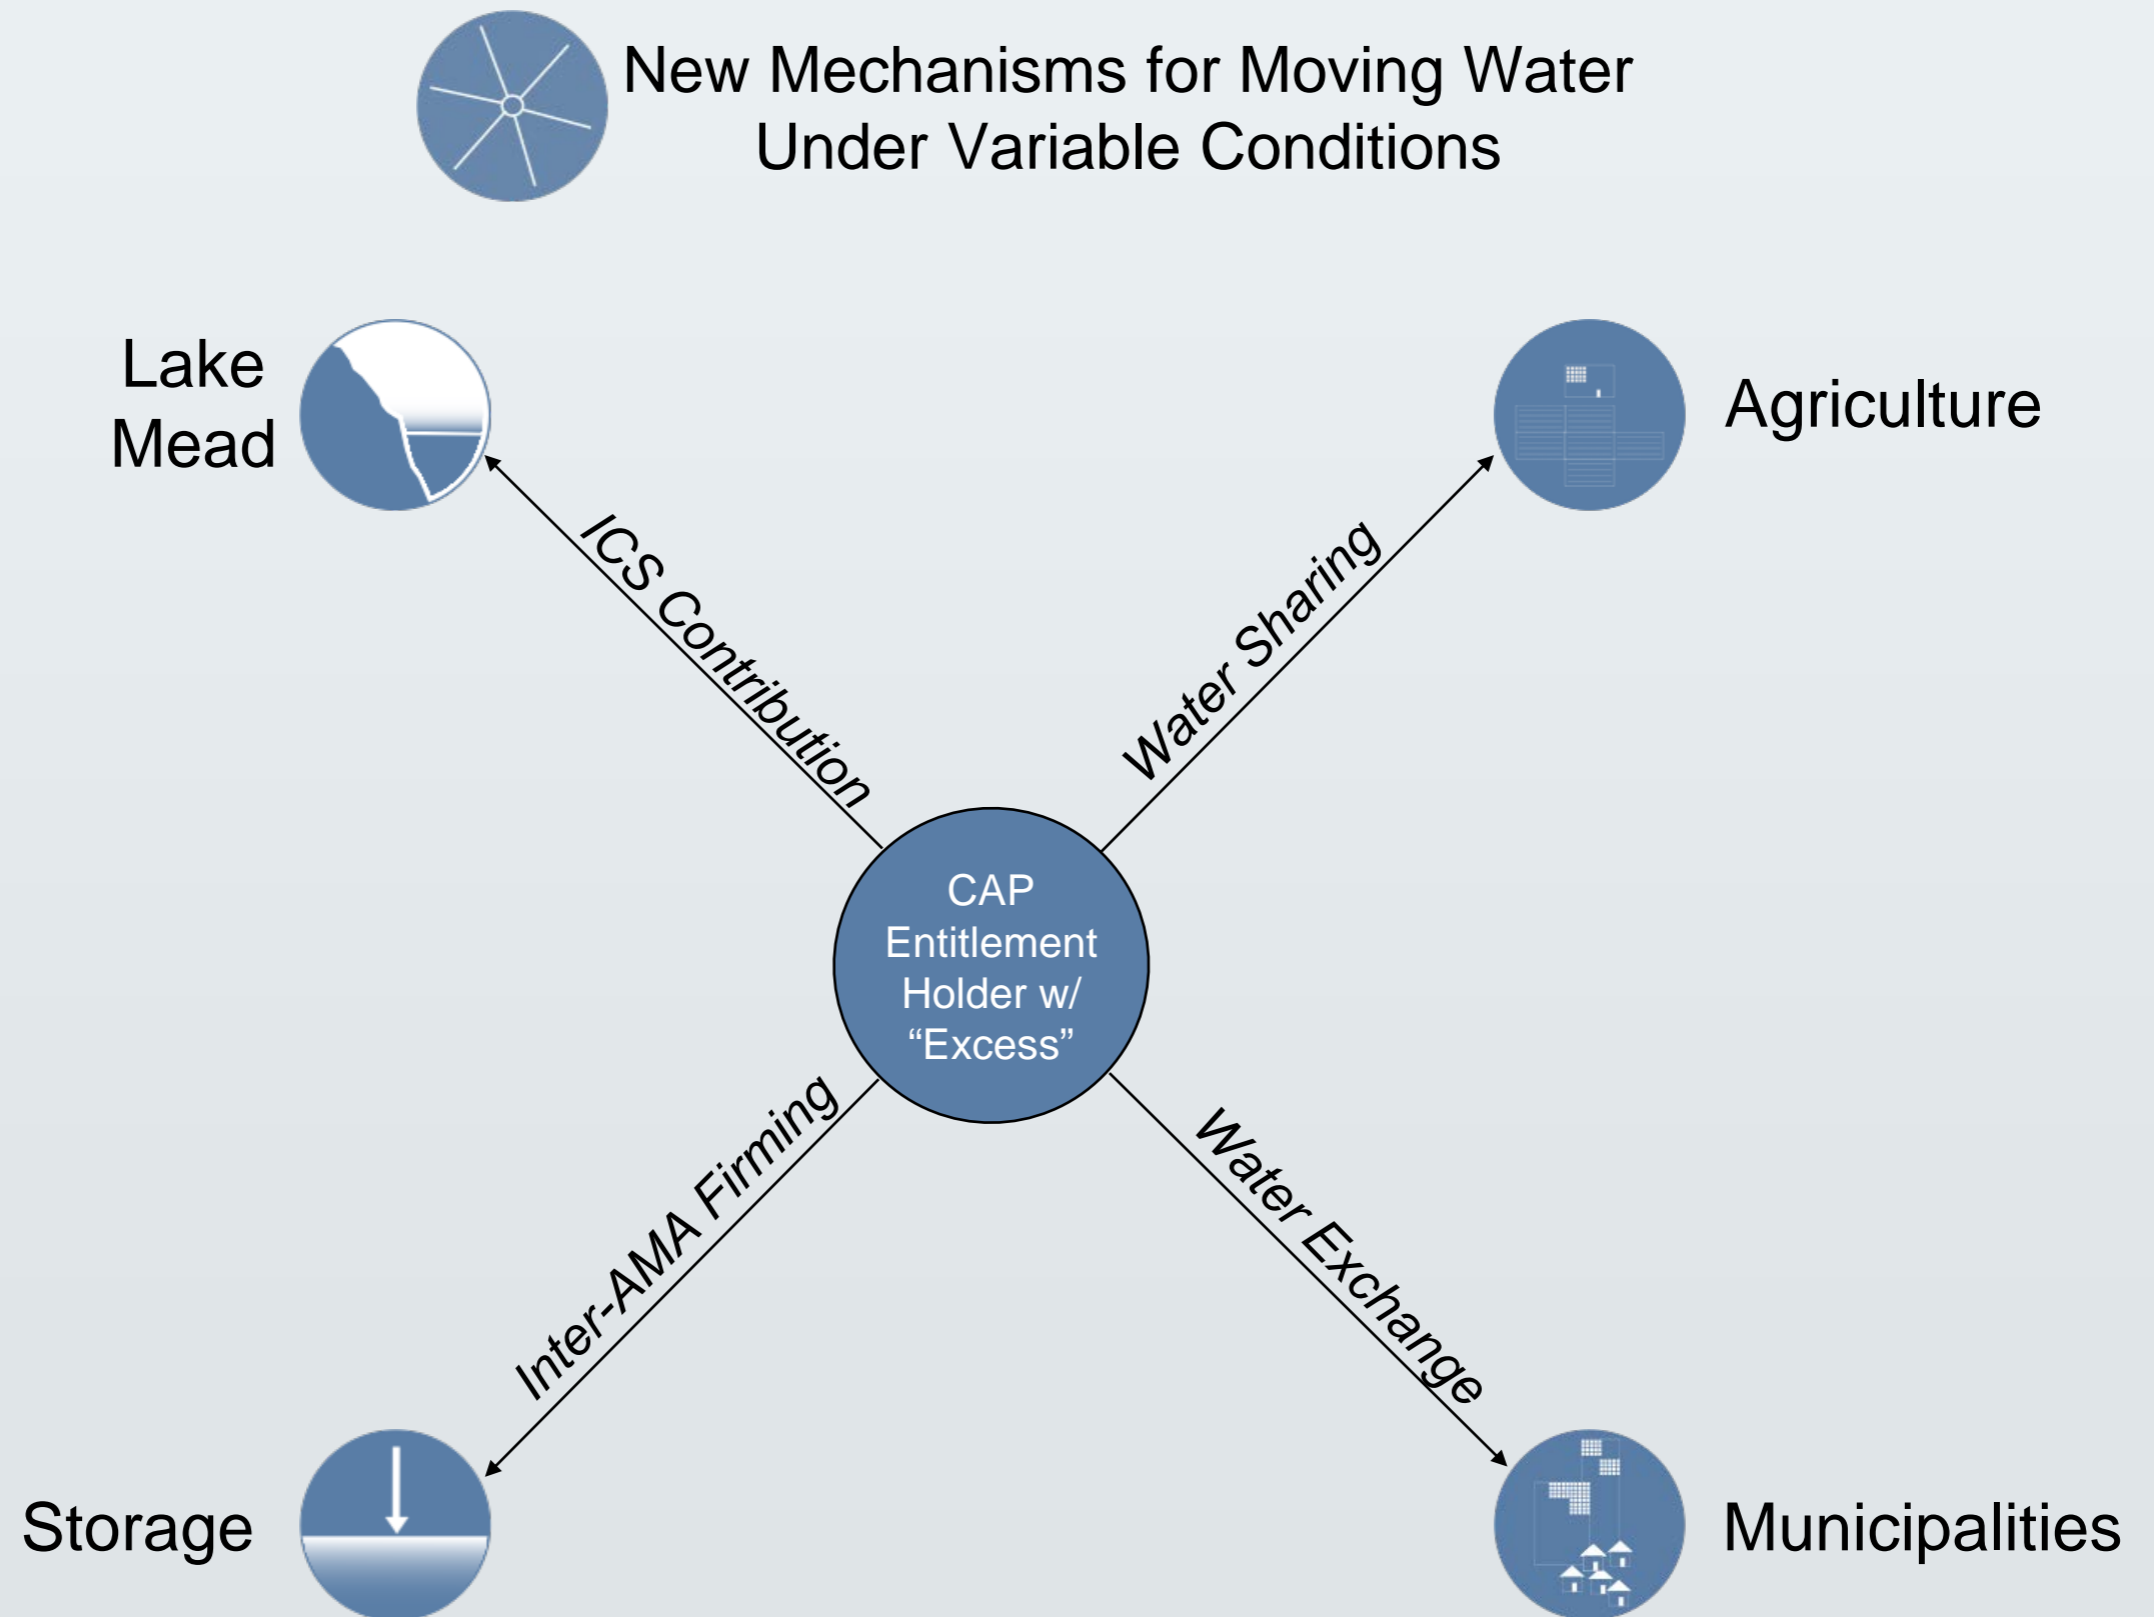 New Mechanisms for Moving Water
Under Variable Conditions
Lake
Mead
Agriculture
ICS Contribution
Water Sharing
CAP
Entitlement
Holder w/
“Excess”
Inter-AMA Firming
Water Exchange
Storage
Municipalities